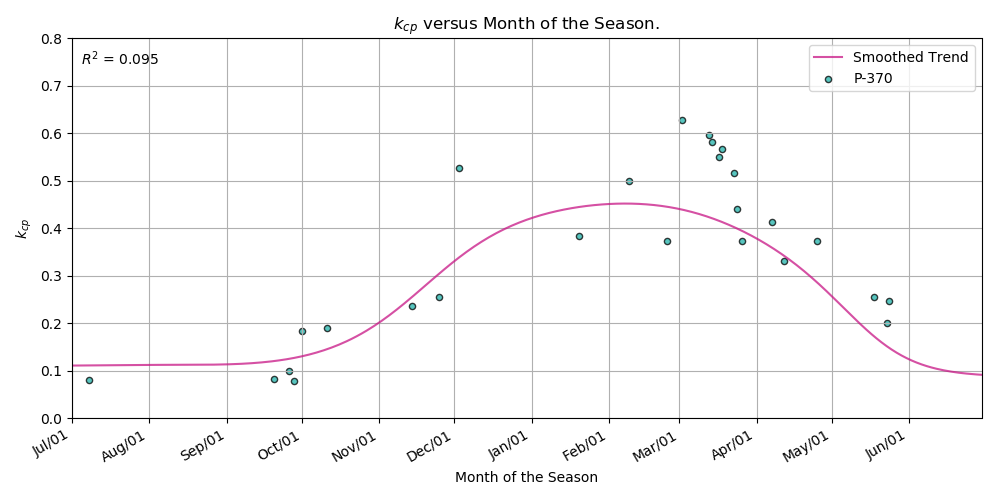 k_cp versus Month of the Season.
R² = 0.095
Smoothed Trend
P-370
k_cp
0.8
0.7
0.6
0.5
0.4
0.3
0.2
0.1
0.0
Jul/01 Aug/01 Sep/01 Oct/01 Nov/01 Dec/01 Jan/01 Feb/01 Mar/01 Apr/01 May/01 Jun/01
Month of the Season